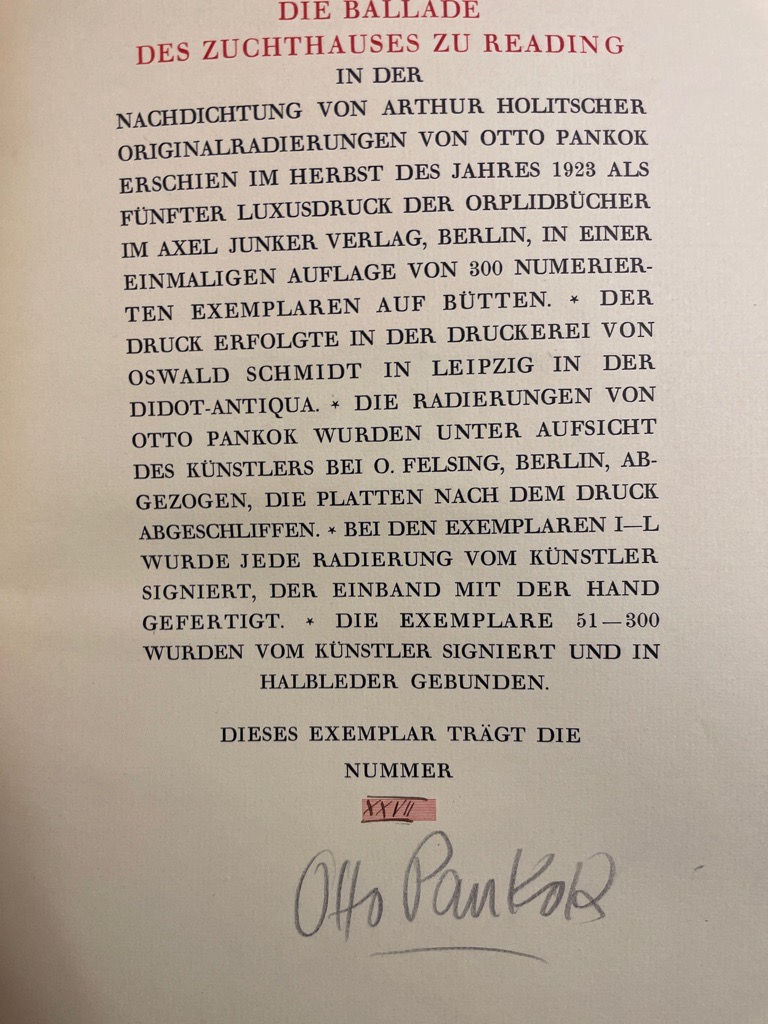 DIE BALLADE
DES ZUCHTHAUSES ZU READING
IN DER
NACHDICHTUNG VON ARTHUR HOLITSCHER
ORIGINALRADIERUNGEN VON OTTO PANKOK
ERSCHIEN IM HERBST DES JAHRES 1923 ALS
FÜNFTER LUXUSDRUCK DER ORPLIDBÜCHER
IM AXEL JUNKER VERLAG, BERLIN, IN EINER
EINMALIGEN AUFLAGE VON 300 NUMERIER-
TEN EXEMPLAREN AUF BÜTTEN. * DER
DRUCK ERFOLGTE IN DER DRUCKEREI VON
OSWALD SCHMIDT IN LEIPZIG IN DER
DIDOT-ANTIQUA. * DIE RADIERUNGEN VON
OTTO PANKOK WURDEN UNTER AUFSICHT
DES KÜNSTLERS BEI O. FELSING, BERLIN, AB-
GEZOGEN, DIE PLATTEN NACH DEM DRUCK
ABGESCHLIFFEN. * BEI DEN EXEMPLAREN I—L
WURDE JEDE RADIERUNG VOM KÜNSTLER
SIGNIERT, DER EINBAND MIT DER HAND
GEFERTIGT. * DIE EXEMPLARE 51—300
WURDEN VOM KÜNSTLER SIGNIERT UND IN
HALBLEDER GEBUNDEN.
DIESES EXEMPLAR TRÄGT DIE
NUMMER
XXVII
Otto Pankok